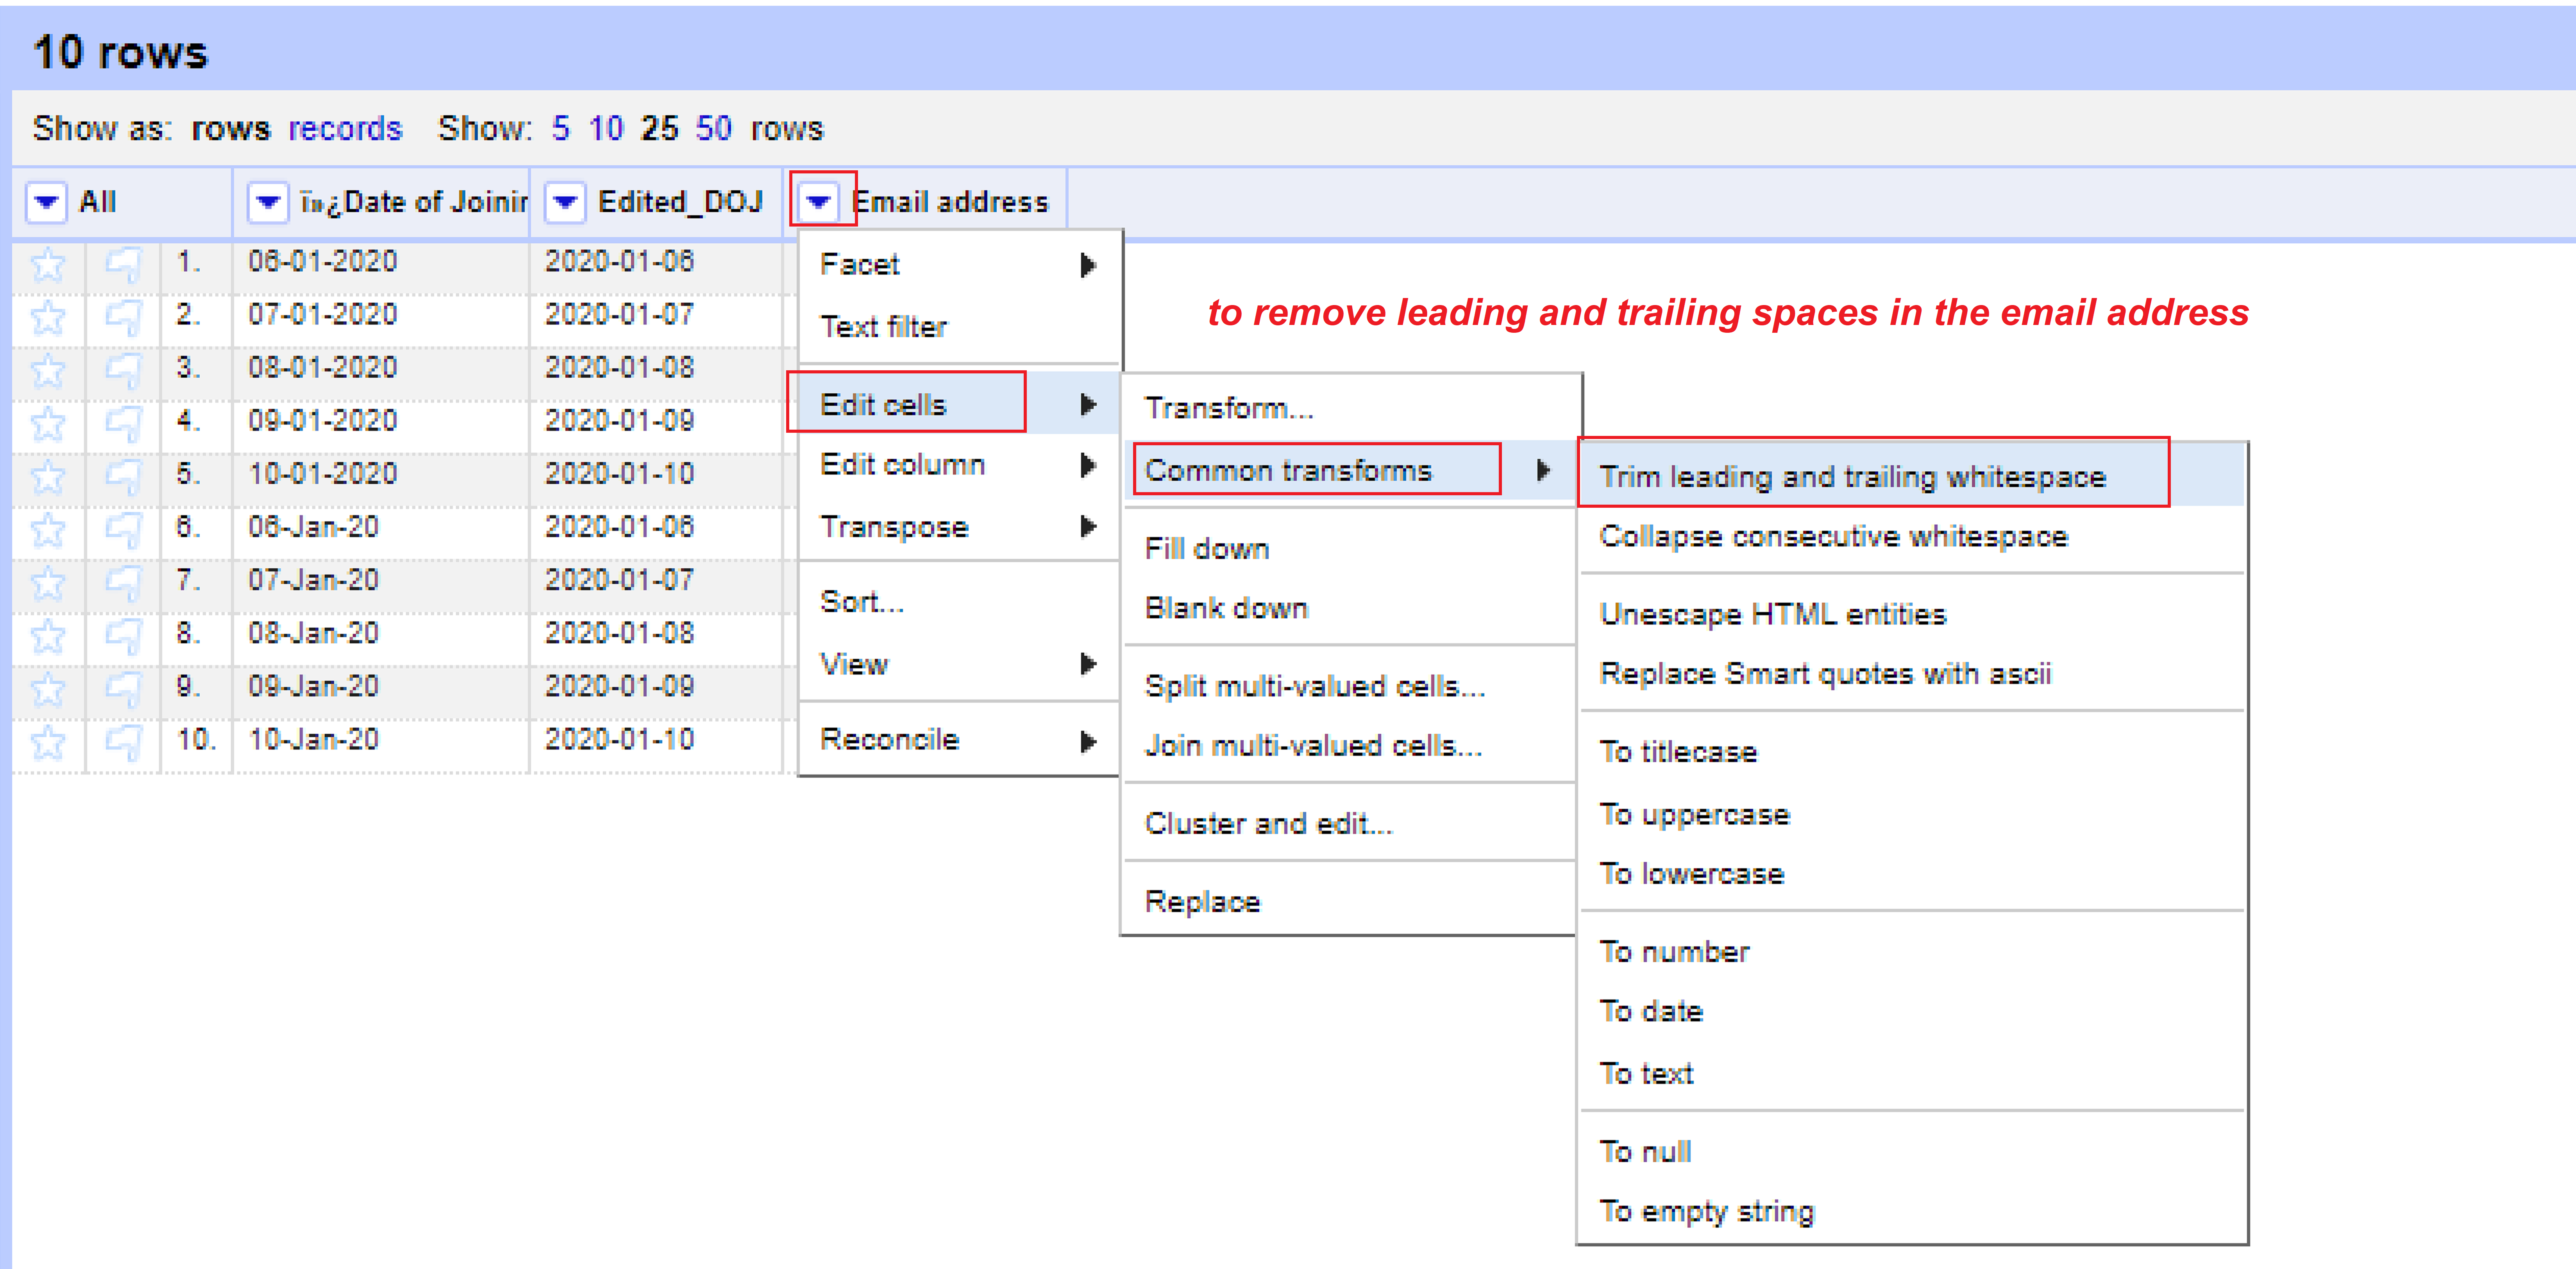 10 rows
Show as: rows records Show: 5 10 25 50 rows
All ï»¿Date of Joinin Edited_DOJ Email address
1. 06-01-2020 2020-01-06
2. 07-01-2020 2020-01-07
3. 08-01-2020 2020-01-08
4. 09-01-2020 2020-01-09
5. 10-01-2020 2020-01-10
6. 06-Jan-20 2020-01-06
7. 07-Jan-20 2020-01-07
8. 08-Jan-20 2020-01-08
9. 09-Jan-20 2020-01-09
10. 10-Jan-20 2020-01-10
Facet
Text filter
Edit cells
Edit column
Transpose
Sort...
View
Reconcile
to remove leading and trailing spaces in the email address
Transform...
Common transforms
Fill down
Blank down
Split multi-valued cells...
Join multi-valued cells...
Cluster and edit...
Replace
Trim leading and trailing whitespace
Collapse consecutive whitespace
Unescape HTML entities
Replace Smart quotes with ascii
To titlecase
To uppercase
To lowercase
To number
To date
To text
To null
To empty string